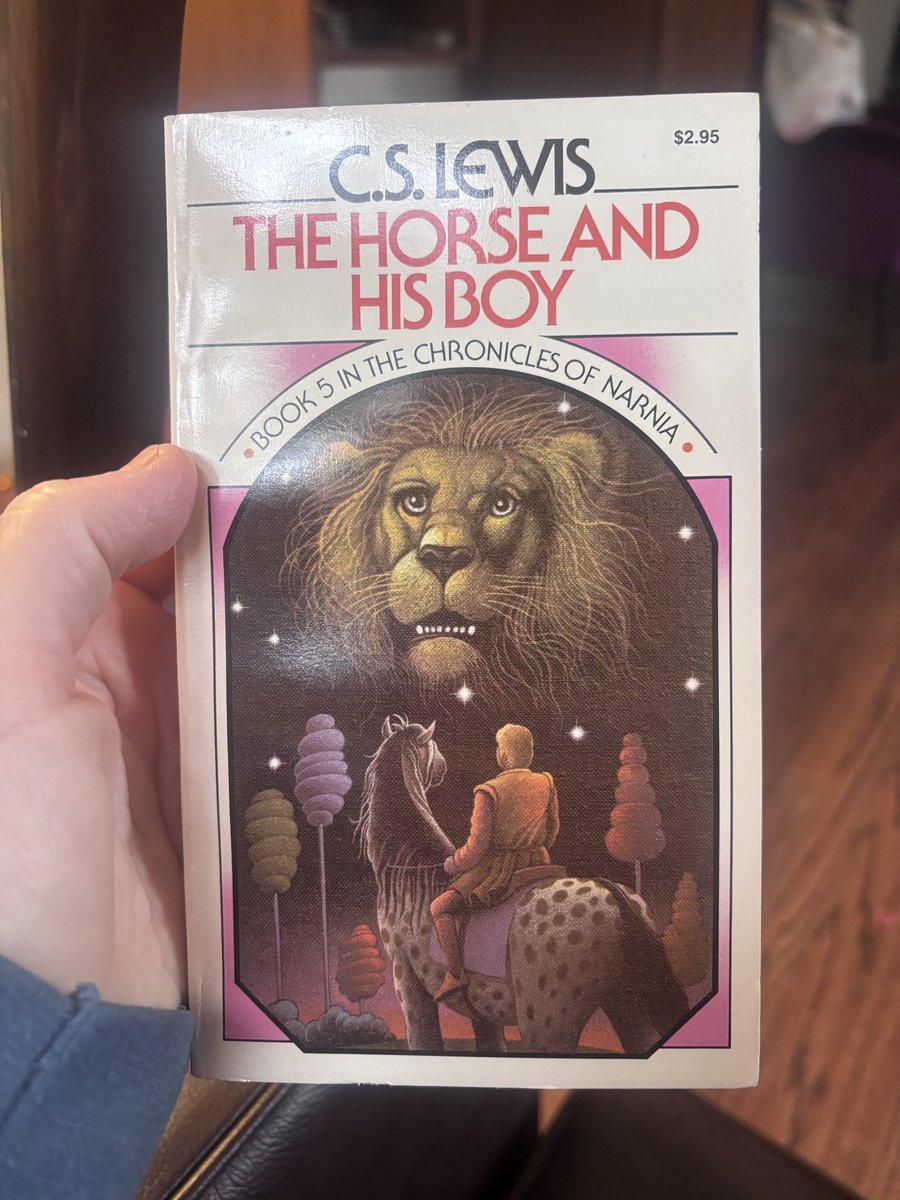 $2.95
C.S. LEWIS
THE HORSE AND
HIS BOY
• BOOK 5 IN THE CHRONICLES OF NARNIA •